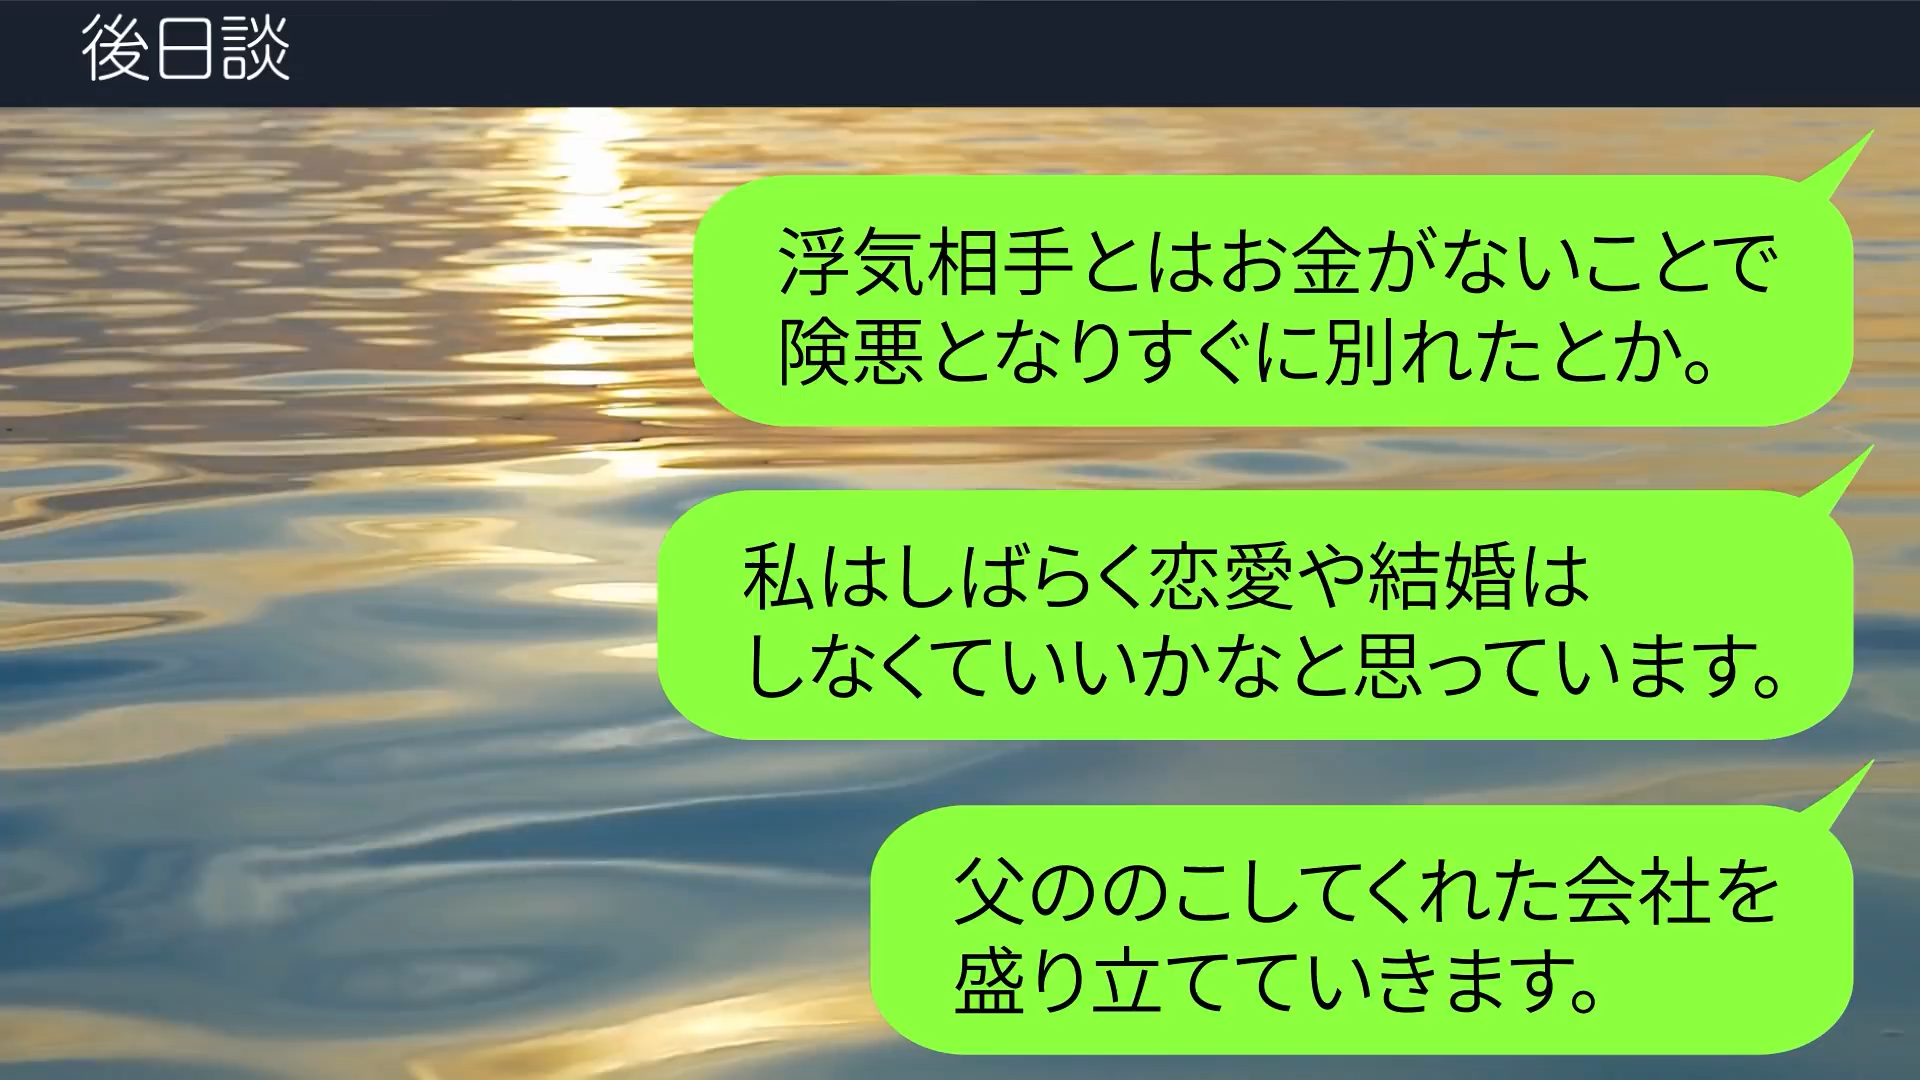 後日談
浮気相手とはお金がないことで
険悪となりすぐに別れたとか。
私はしばらく恋愛や結婚は
しなくていいかなと思っています。
父ののこしてくれた会社を
盛り立てていきます。